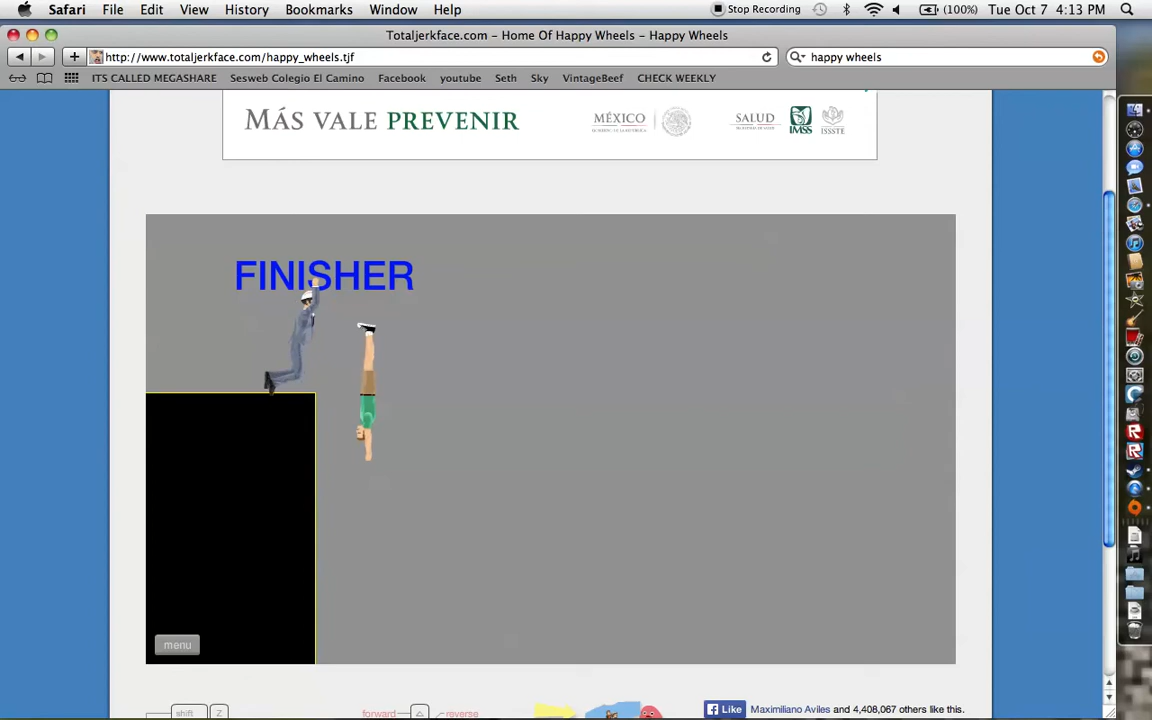 Safari File Edit View History Bookmarks Window Help Stop Recording (100%) Tue Oct 7 4:13 PM
Totaljerkface.com - Home Of Happy Wheels - Happy Wheels
http://www.totaljerkface.com/happy_wheels.tjf happy wheels
ITS CALLED MEGASHARE Sesweb Colegio El Camino Facebook youtube Seth Sky VintageBeef CHECK WEEKLY
MÁS VALE PREVENIR MÉXICO SALUD IMSS ISSSTE
FINISHER
menu
shift Z forward reverse Like Maximiliano Aviles and 4,408,067 others like this.